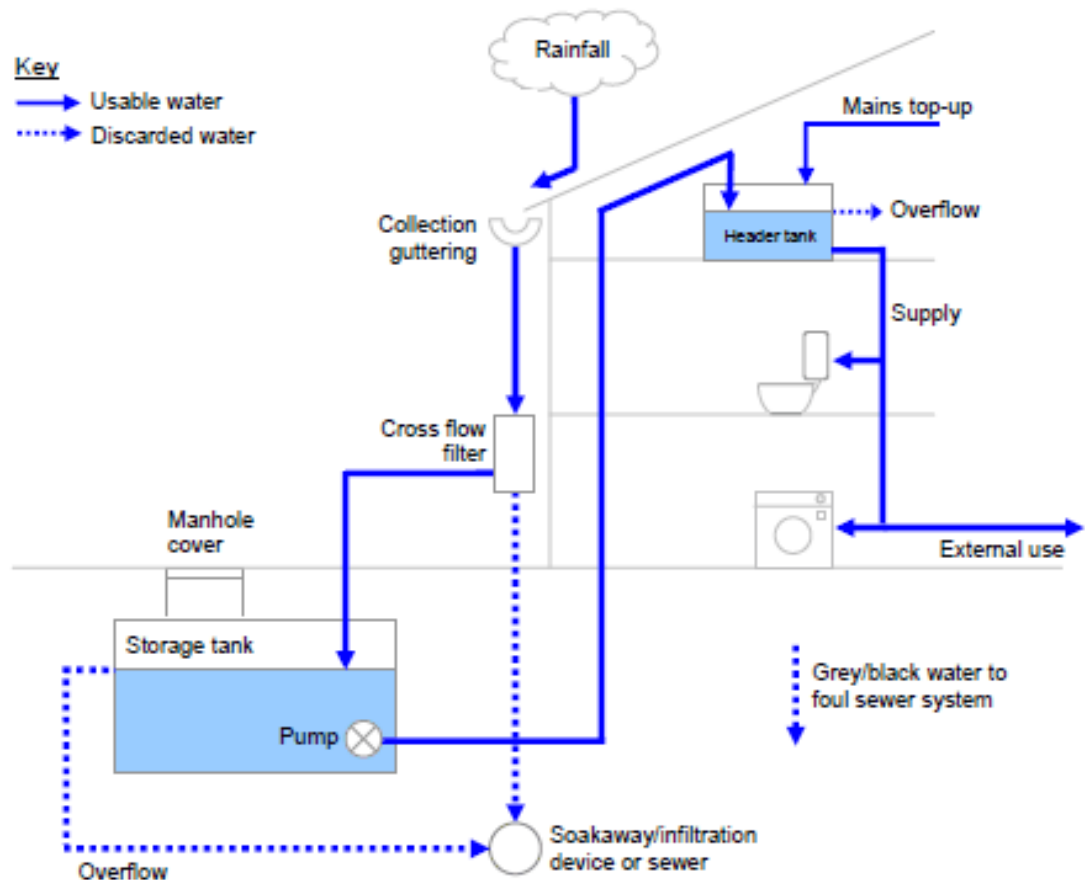 Rainfall
Key
Usable water
Discarded water
Mains top-up
Collection
guttering
Overflow
Header tank
Supply
Cross flow
filter
Manhole
cover
External use
Storage tank
Grey/black water to
foul sewer system
Pump
Soakaway/infiltration
device or sewer
Overflow